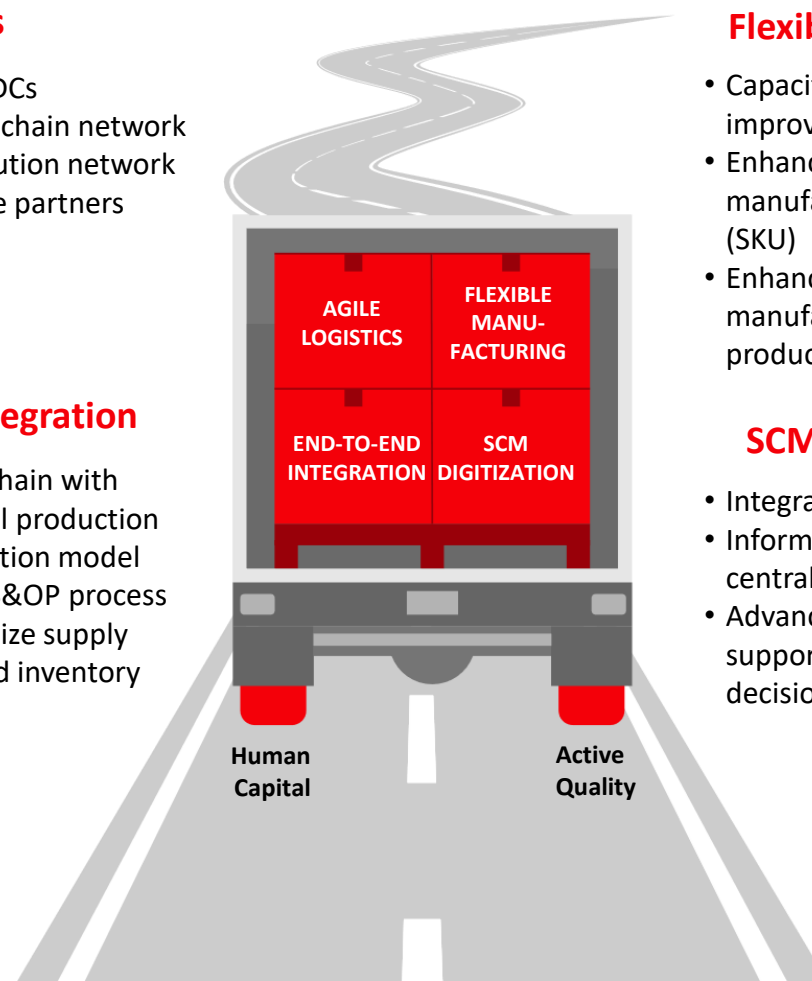 s
DCs
chain network
ution network
e partners
egration
hain with
l production
tion model
&OP process
ize supply
d inventory
AGILE
LOGISTICS
FLEXIBLE
MANU-
FACTURING
END-TO-END
INTEGRATION
SCM
DIGITIZATION
Human
Capital
Active
Quality
Flexib
• Capaci
improv
• Enhanc
manufa
(SKU)
• Enhanc
manufa
produc
SCM
• Integra
• Inform
central
• Advanc
suppor
decisio